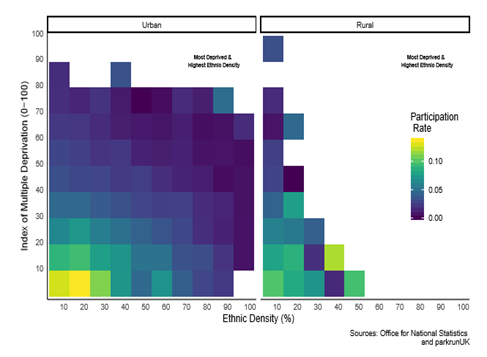 Urban
Rural
Most Deprived &
Highest Ethnic Density
Most Deprived &
Highest Ethnic Density
Index of Multiple Deprivation (0-100)
100
90
80
70
60
50
40
30
20
10
10 20 30 40 50 60 70 80 90 100
10 20 30 40 50 60 70 80 90 100
Ethnic Density (%)
Participation
Rate
0.10
0.05
0.00
Sources: Office for National Statistics
and parkrunUK